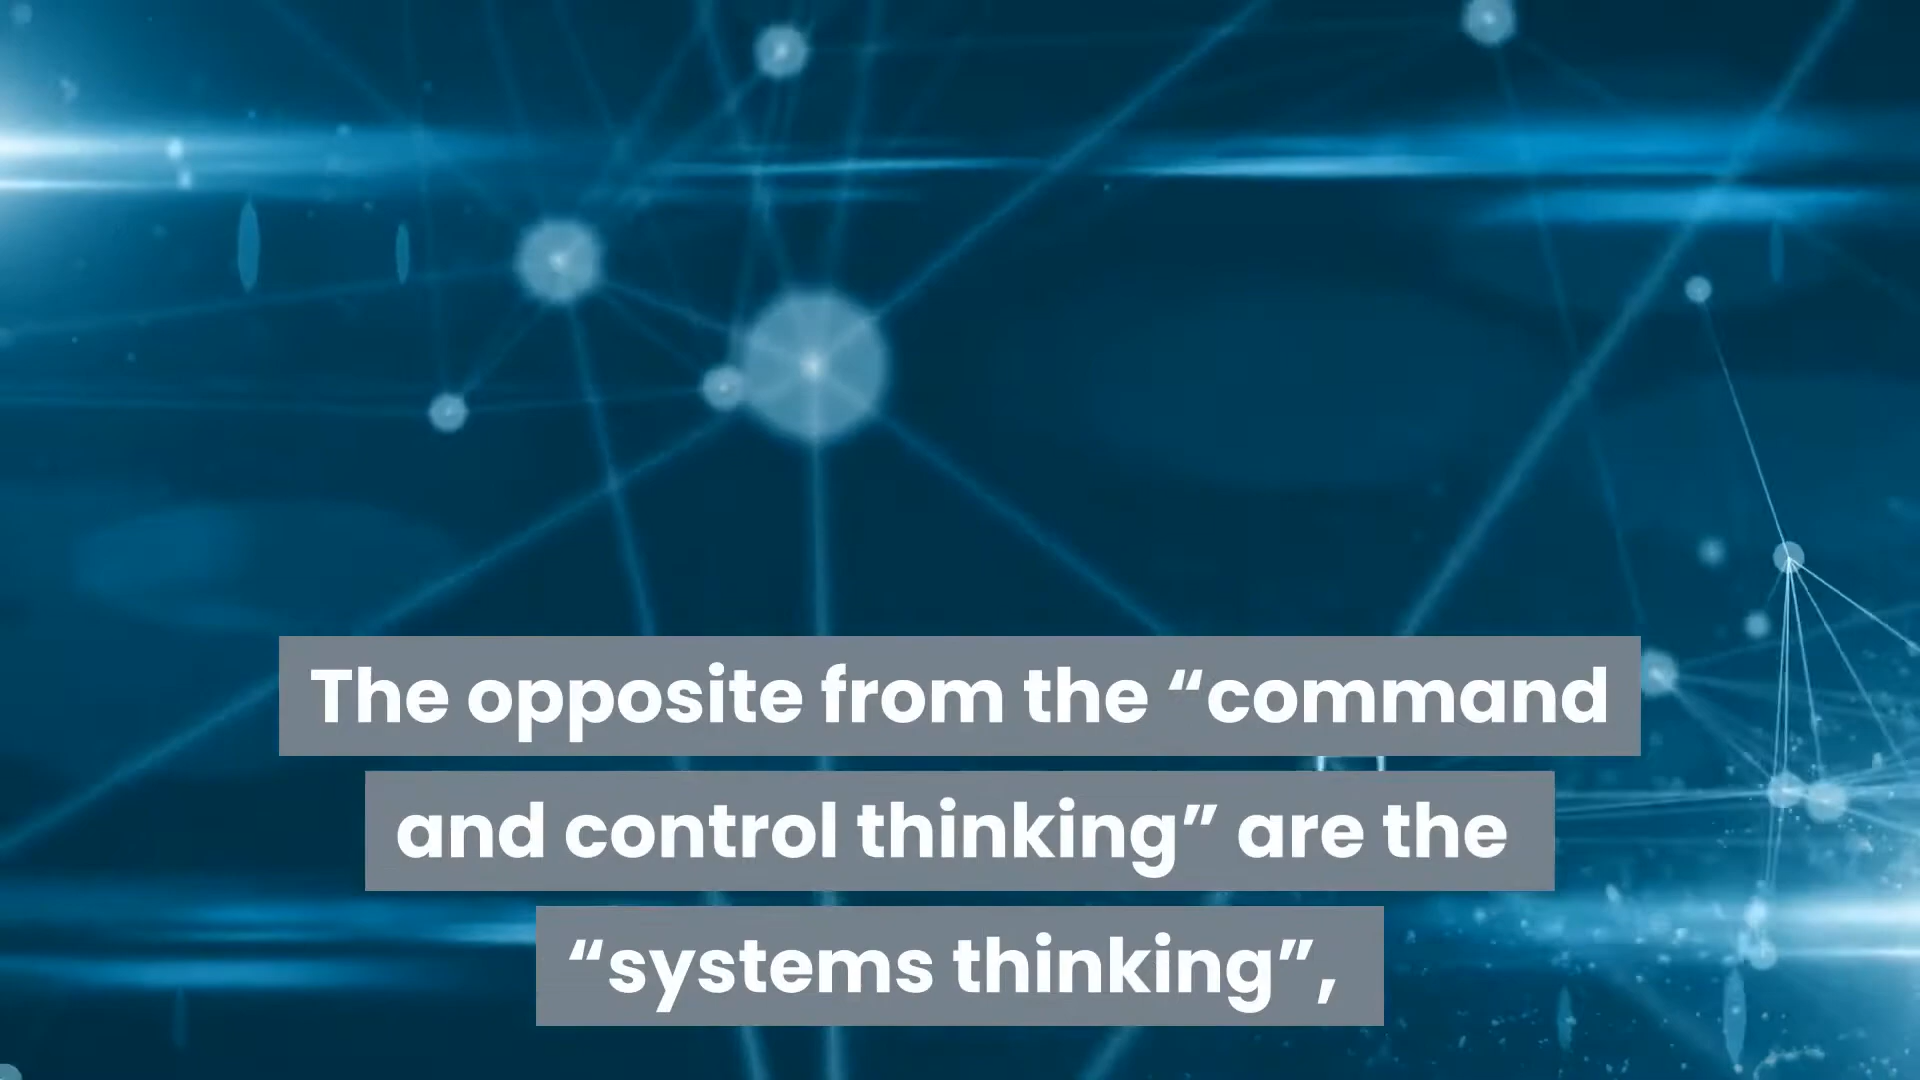 The opposite from the “command
and control thinking” are the
“systems thinking”,